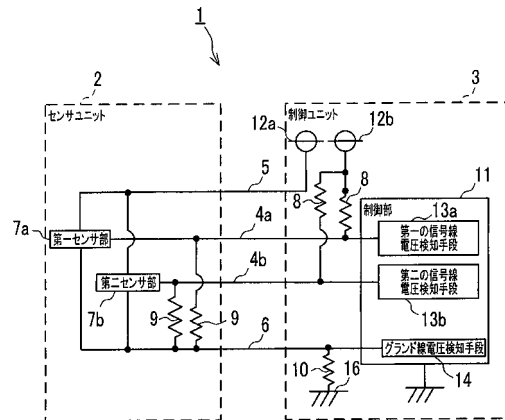 1
2
3
センサユニット
制御ユニット
12a
12b
5
8
8
11
制御部
7a
第一センサ部
4a
13a
第一の信号線
電圧検知手段
第二センサ部
4b
第二の信号線
電圧検知手段
7b
13b
9
9
6
グランド線電圧検知手段
10
16
14